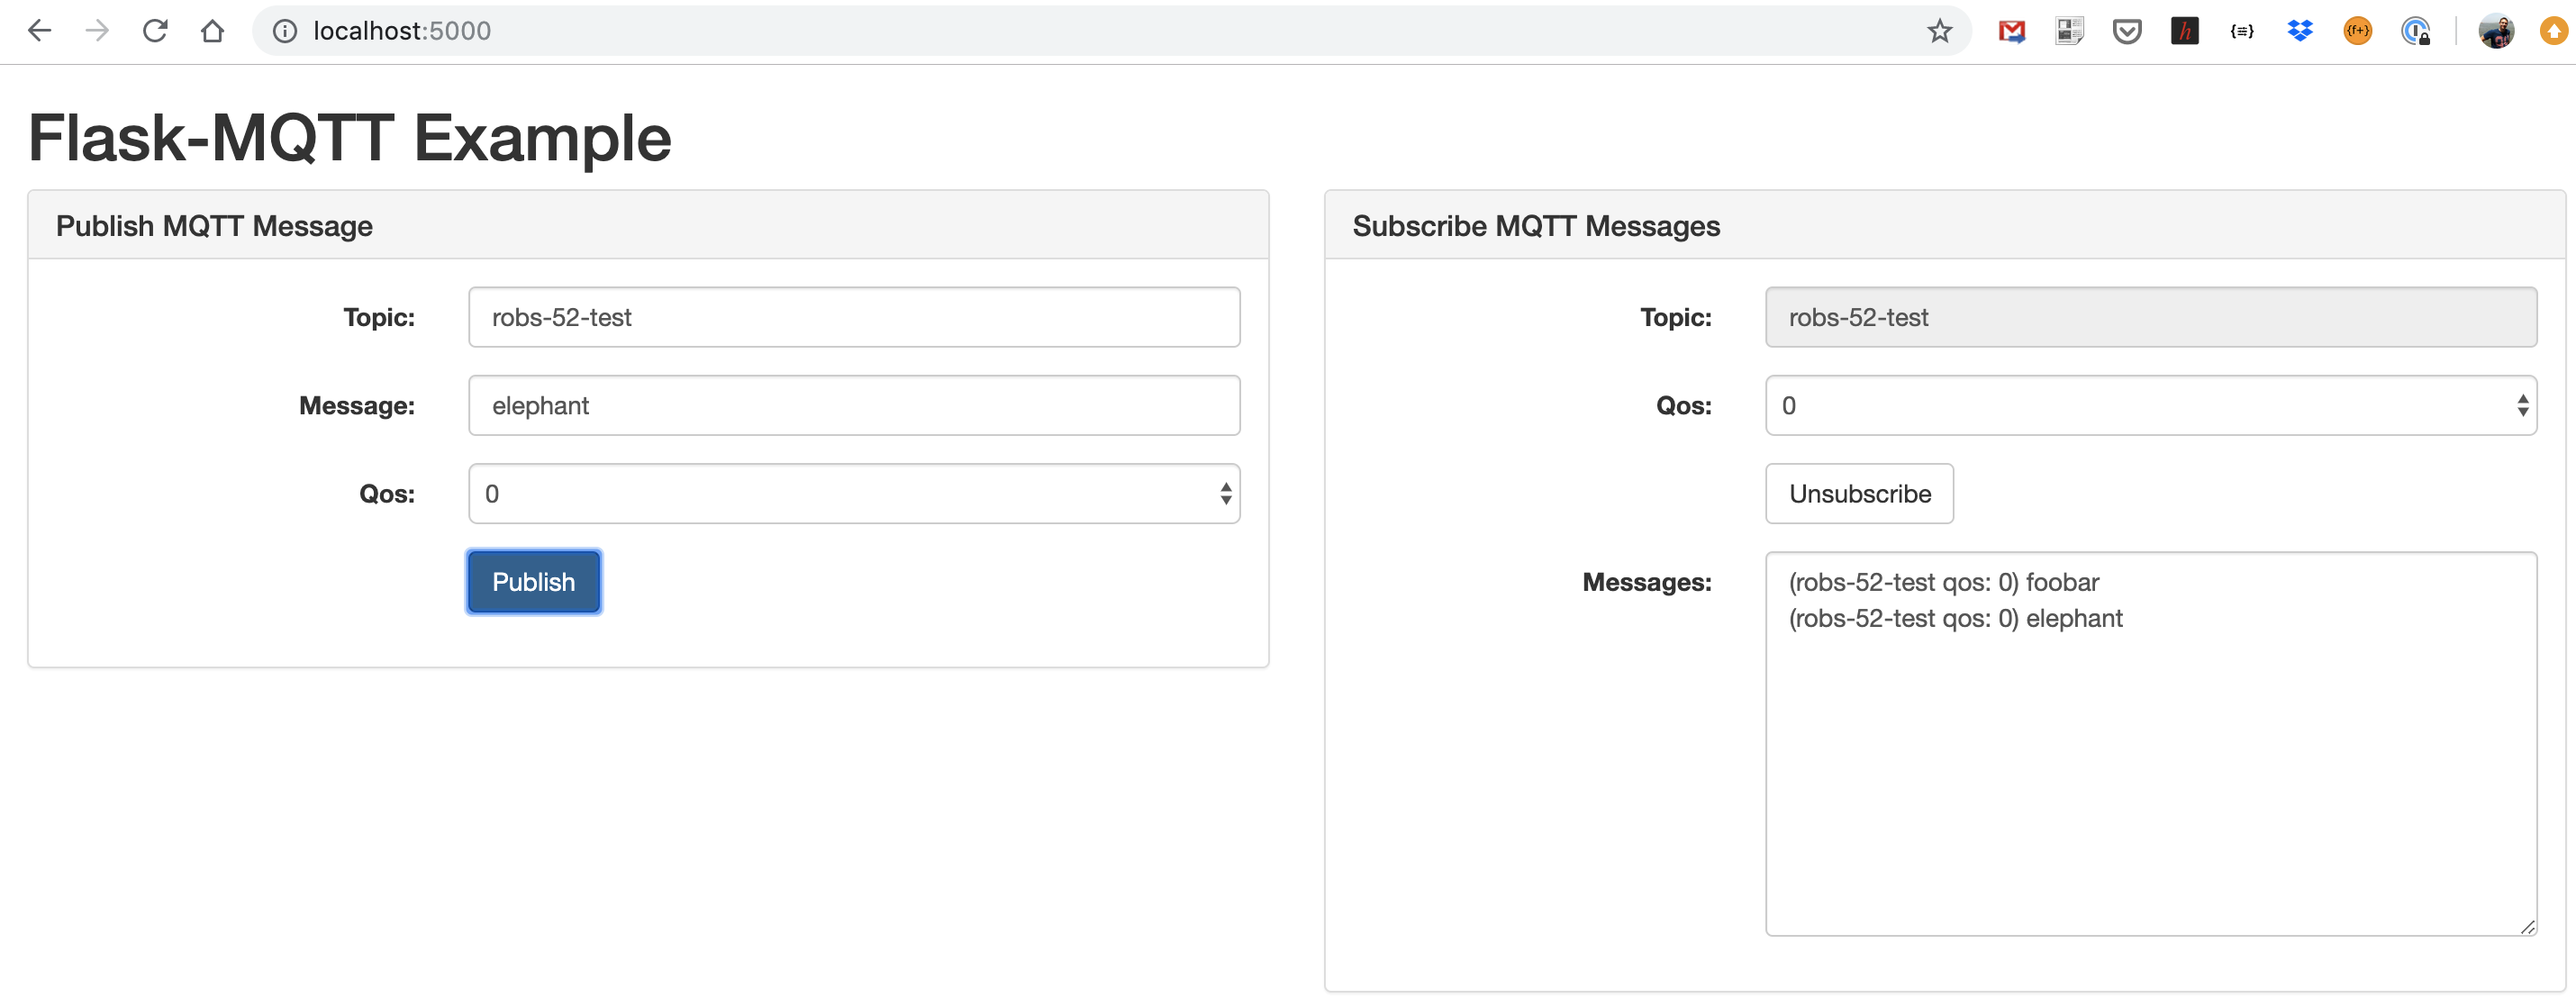 localhost:5000
Flask-MQTT Example
Publish MQTT Message
Topic: robs-52-test
Message: elephant
Qos: 0
Publish
Subscribe MQTT Messages
Topic: robs-52-test
Qos: 0
Unsubscribe
Messages: (robs-52-test qos: 0) foobar
(robs-52-test qos: 0) elephant